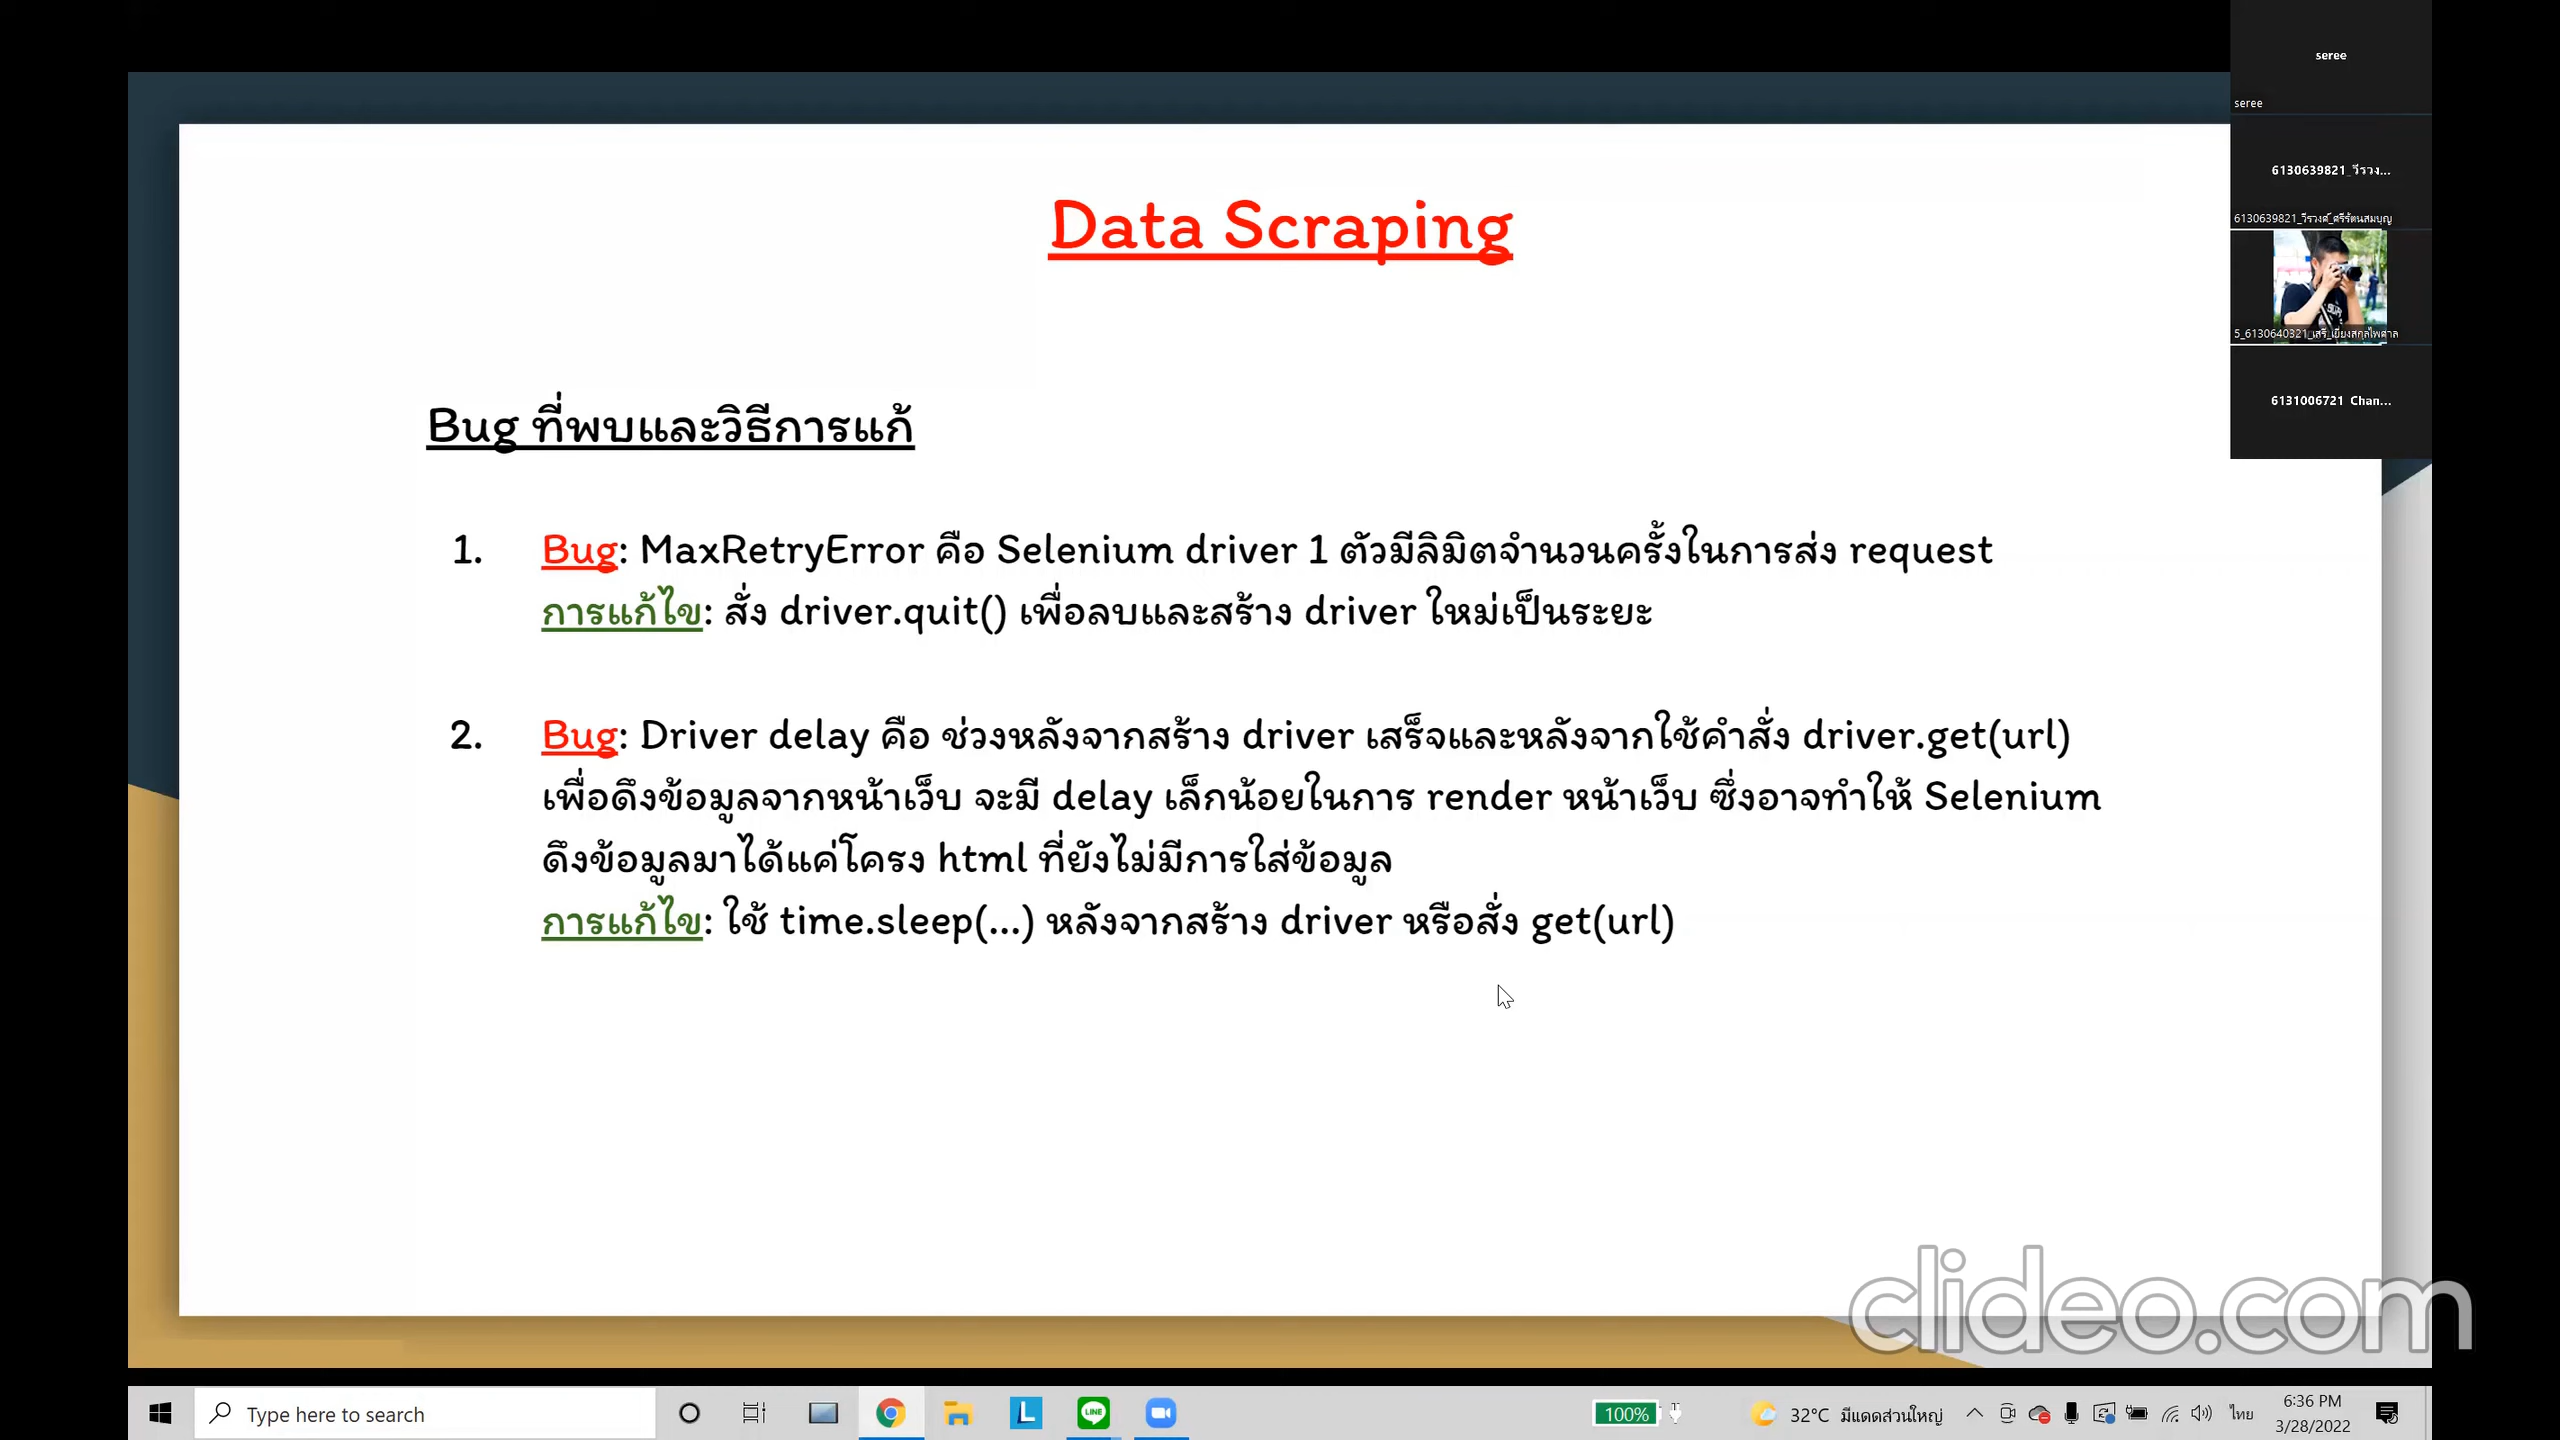 seree
seree
6130639821_วีรวง...
6130639821_วีรวงศ์_ศรีรัตนสมบุญ
5_6130640321_เสรี_เยี่ยงสกุลไพศาล
6131006721 Chan...
Data Scraping
Bug ที่พบและวิธีการแก้
1. Bug: MaxRetryError คือ Selenium driver 1 ตัวมีลิมิตจำนวนครั้งในการส่ง request
การแก้ไข: สั่ง driver.quit() เพื่อลบและสร้าง driver ใหม่เป็นระยะ
2. Bug: Driver delay คือ ช่วงหลังจากสร้าง driver เสร็จและหลังจากใช้คำสั่ง driver.get(url)
เพื่อดึงข้อมูลจากหน้าเว็บ จะมี delay เล็กน้อยในการ render หน้าเว็บ ซึ่งอาจทำให้ Selenium
ดึงข้อมูลมาได้แค่โครง html ที่ยังไม่มีการใส่ข้อมูล
การแก้ไข: ใช้ time.sleep(...) หลังจากสร้าง driver หรือสั่ง get(url)
clideo.com
Type here to search
L
LINE
100%
32°C มีแดดส่วนใหญ่
ไทย
6:36 PM
3/28/2022